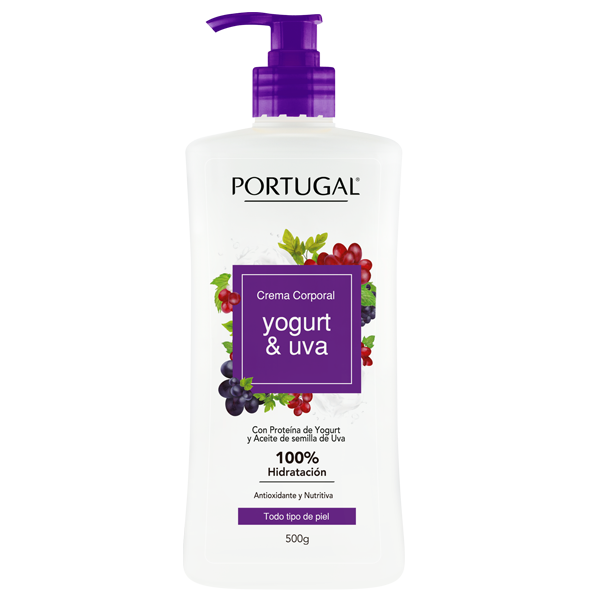 PORTUGAL®
Crema Corporal
yogurt
& uva
Con Proteína de Yogurt
y Aceite de semilla de Uva
100%
Hidratación
Antioxidante y Nutritiva
Todo tipo de piel
500g